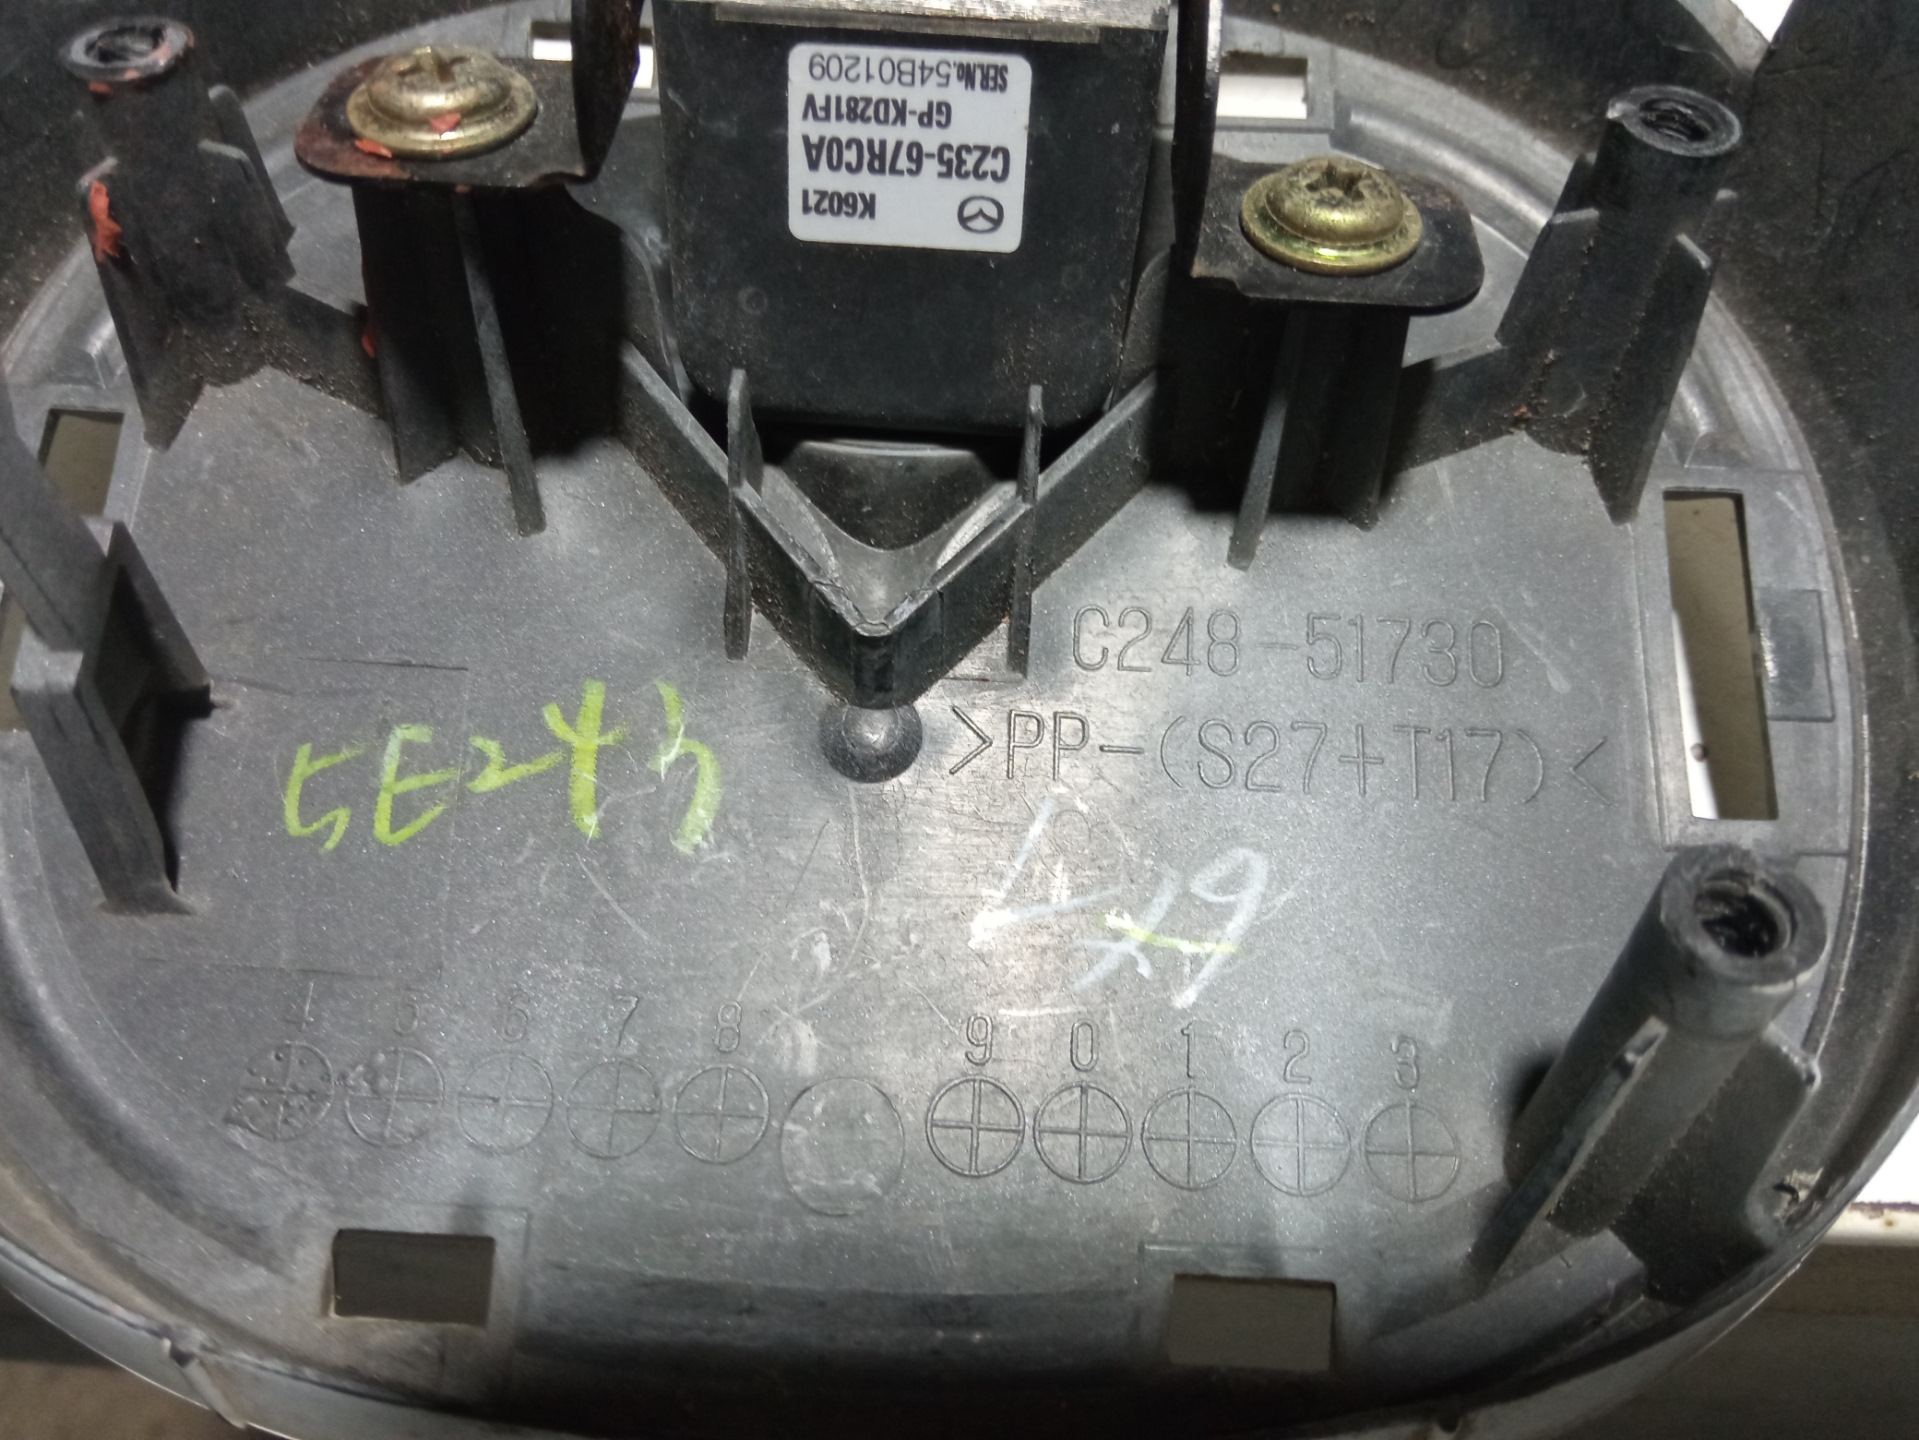 K6021
C235-67RC0A
GP-KD281FV
SER.No.54B01209
C248-51730
>PP-(S27+T17)<
5E243
4 5 6 7 8 9 0 1 2 3